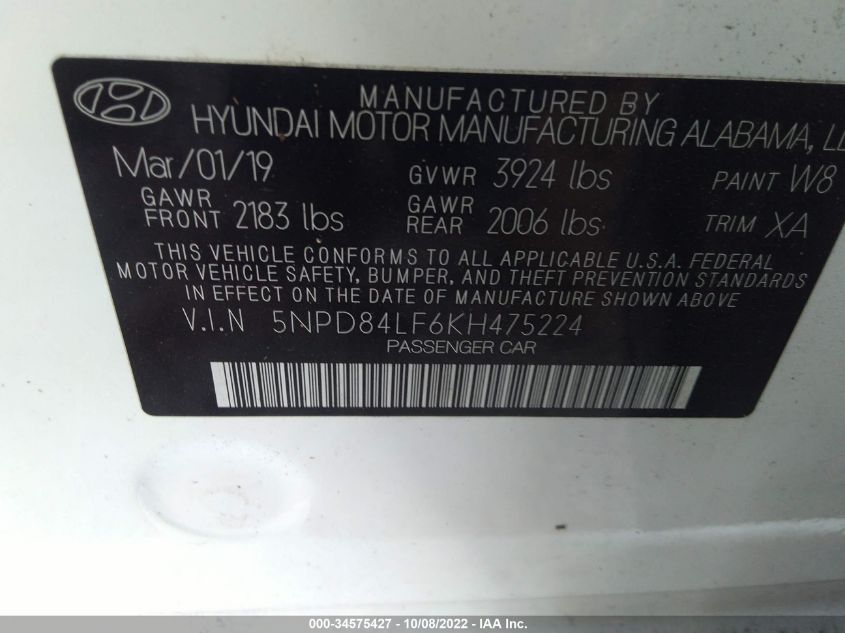 MANUFACTURED BY
HYUNDAI MOTOR MANUFACTURING ALABAMA, LL
Mar/01/19 GVWR 3924 lbs PAINT W8
GAWR FRONT 2183 lbs GAWR REAR 2006 lbs TRIM XA
THIS VEHICLE CONFORMS TO ALL APPLICABLE U.S.A. FEDERAL
MOTOR VEHICLE SAFETY, BUMPER, AND THEFT PREVENTION STANDARDS
IN EFFECT ON THE DATE OF MANUFACTURE SHOWN ABOVE
V.I.N 5NPD84LF6KH475224
PASSENGER CAR
000-34575427 - 10/08/2022 - IAA Inc.